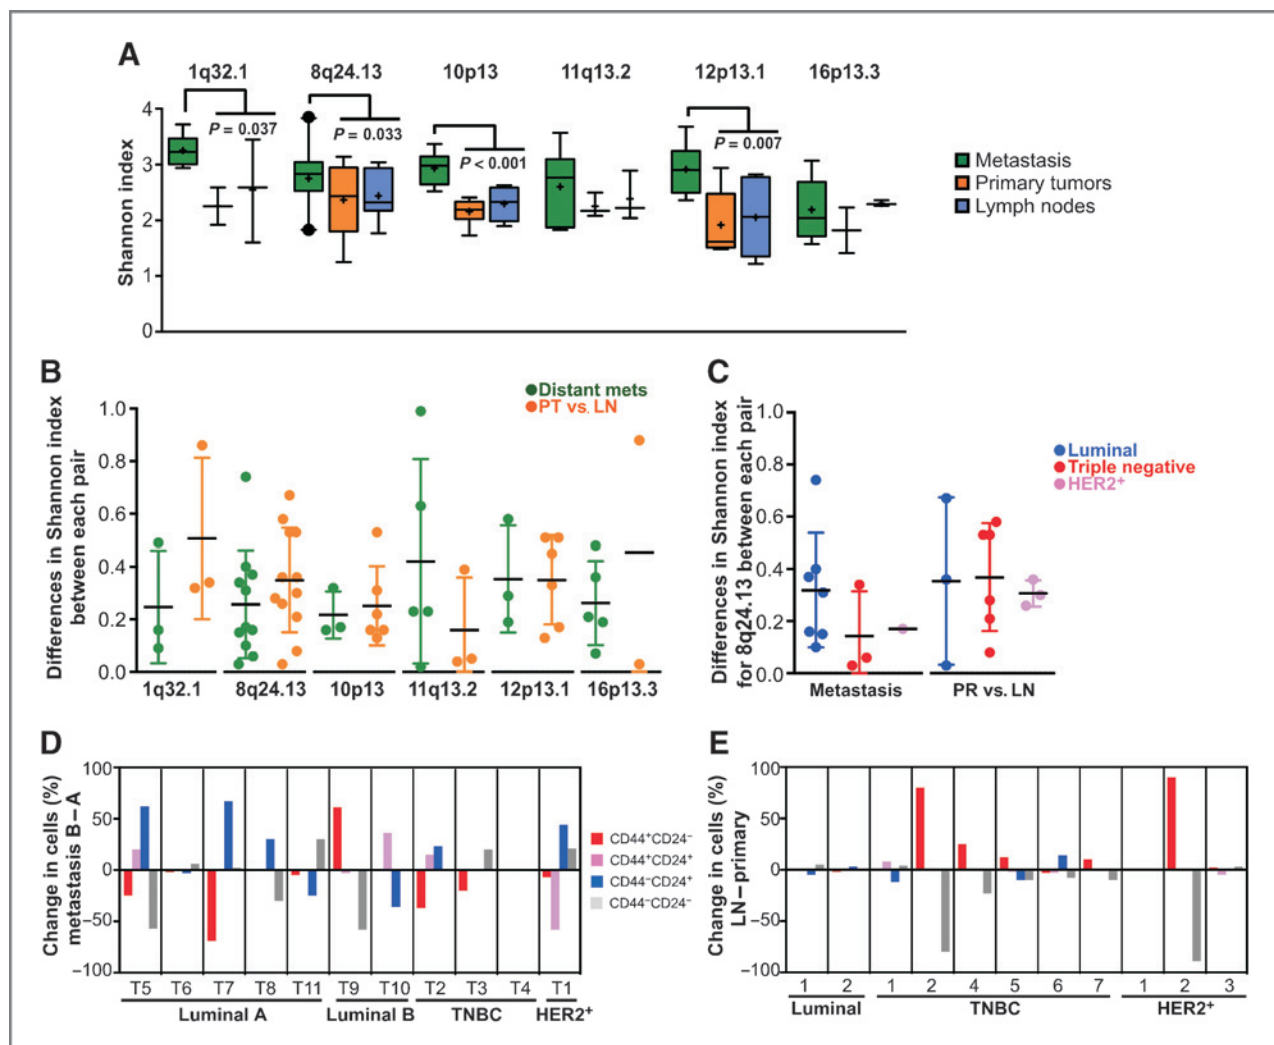 A
1q32.1 8q24.13 10p13 11q13.2 12p13.1 16p13.3
Shannon index
4
3
2
1
0
P = 0.037
P = 0.033
P < 0.001
P = 0.007
Metastasis
Primary tumors
Lymph nodes
B
Differences in Shannon index
between each pair
1.0
0.8
0.6
0.4
0.2
0.0
Distant mets
PT vs. LN
1q32.1 8q24.13 10p13 11q13.2 12p13.1 16p13.3
C
Differences in Shannon index
for 8q24.13 between each pair
1.0
0.8
0.6
0.4
0.2
0.0
Luminal
Triple negative
HER2+
Metastasis PR vs. LN
D
Change in cells (%)
metastasis B–A
100
50
0
−50
−100
T5 T6 T7 T8 T11 T9 T10 T2 T3 T4 T1
Luminal A Luminal B TNBC HER2+
CD44+CD24−
CD44+CD24+
CD44−CD24+
CD44−CD24−
E
Change in cells (%)
LN–primary
100
50
0
−50
−100
1 2 1 2 4 5 6 7 1 2 3
Luminal TNBC HER2+